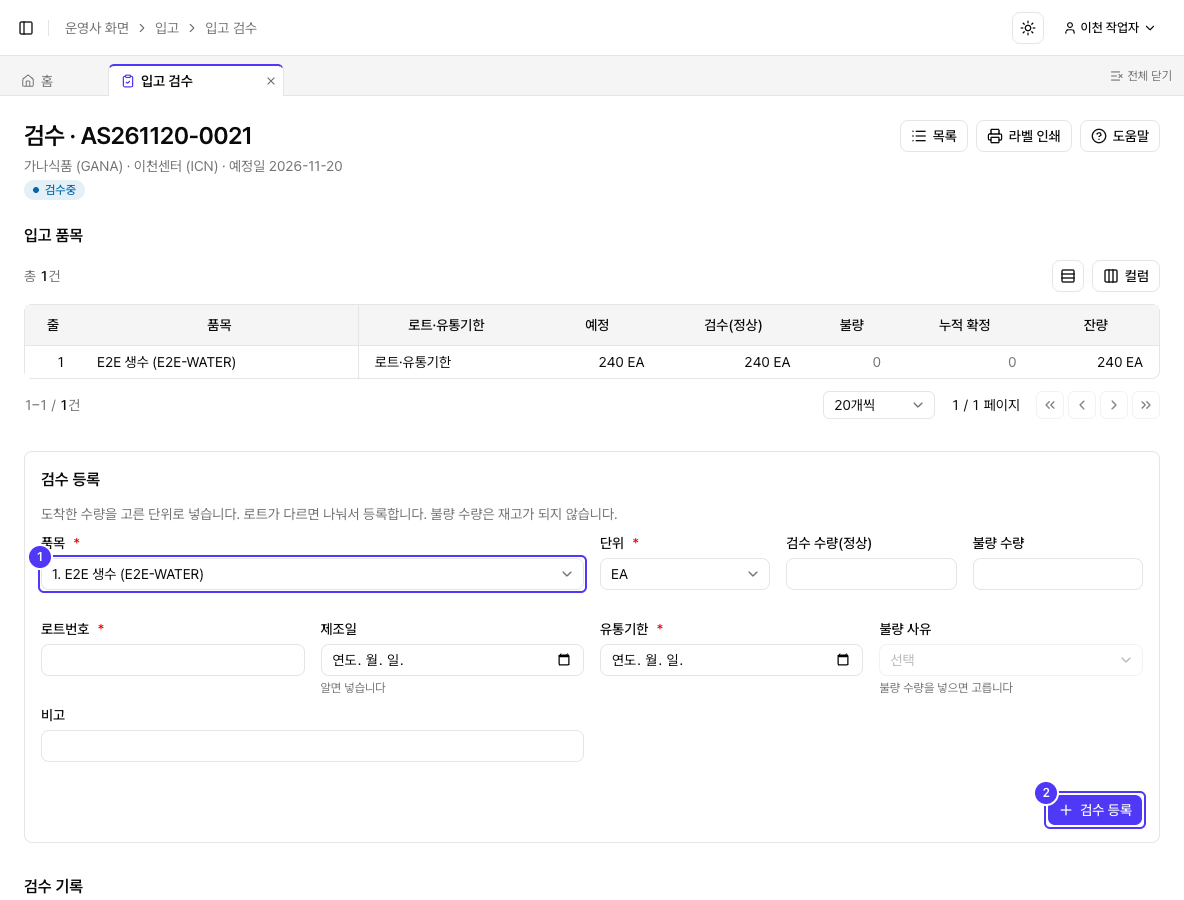 운영사 화면 > 입고 > 입고 검수
이천 작업자
홈
입고 검수
전체 닫기
검수 · AS261120-0021
목록
라벨 인쇄
도움말
가나식품 (GANA) · 이천센터 (ICN) · 예정일 2026-11-20
검수중
입고 품목
총 1건
컬럼
줄 품목 로트·유통기한 예정 검수(정상) 불량 누적 확정 잔량
1 E2E 생수 (E2E-WATER) 로트·유통기한 240 EA 240 EA 0 0 240 EA
1–1 / 1건
20개씩
1 / 1 페이지
검수 등록
도착한 수량을 고른 단위로 넣습니다. 로트가 다르면 나눠서 등록합니다. 불량 수량은 재고가 되지 않습니다.
품목 * 단위 * 검수 수량(정상) 불량 수량
1
1. E2E 생수 (E2E-WATER) EA
로트번호 * 제조일 유통기한 * 불량 사유
연도. 월. 일. 연도. 월. 일. 선택
알면 넣습니다 불량 수량을 넣으면 고릅니다
비고
2
검수 등록
검수 기록